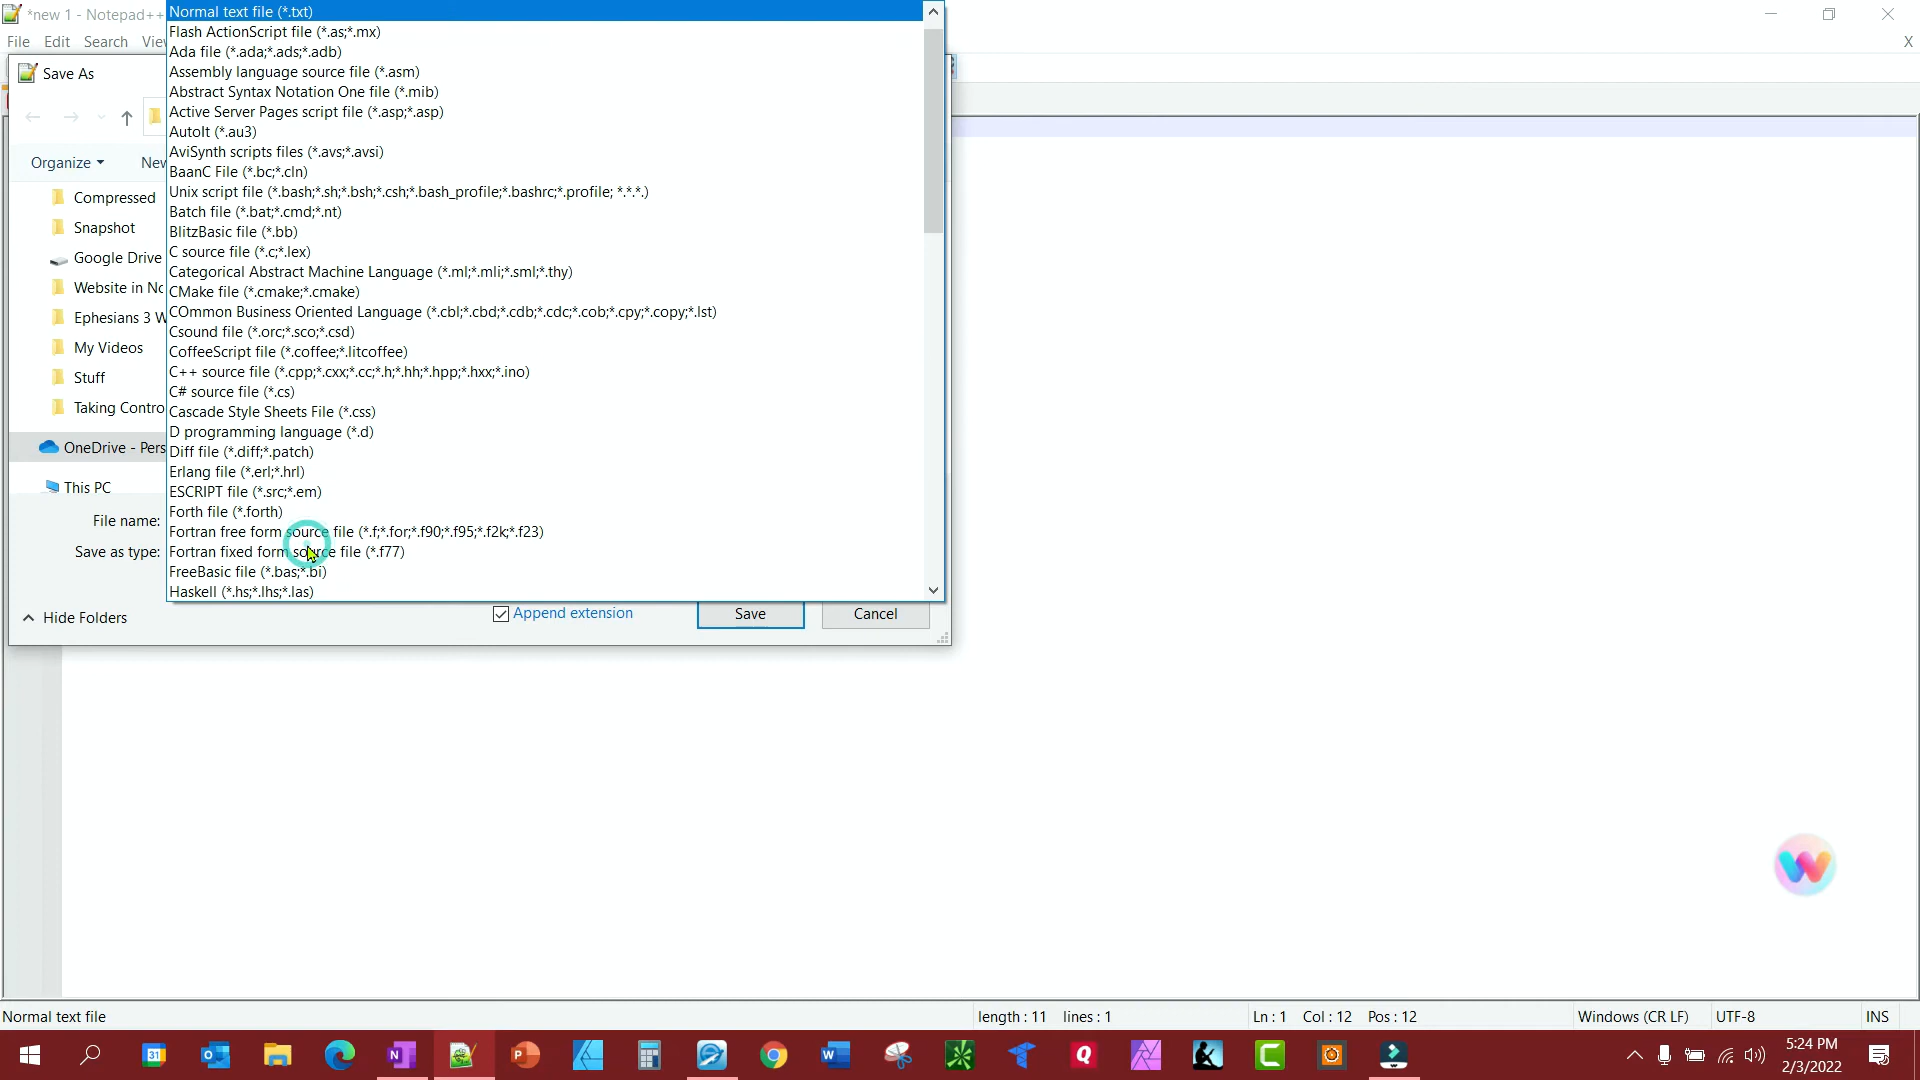 *new 1 - Notepad++
File Edit Search
X
Save As
Organize
Compressed
Snapshot
Google Drive
Website in
Ephesians 3
My Videos
Stuff
Taking
OneDrive -
This PC
File name:
Save as type:
Normal text file (*.txt)
Flash ActionScript file (*.as;*.mx)
Ada file (*.ada;*.ads;*.adb)
Assembly language source file (*.asm)
Abstract Syntax Notation One file (*.mib)
Active Server Pages script file (*.asp;*.asp)
AutoIt (*.au3)
AviSynth scripts files (*.avs;*.avsi)
BaanC File (*.bc;*.cln)
Unix script file (*.bash;*.sh;*.bsh;*.csh;*.bash_profile;*.bashrc;*.profile; *.*.*.)
Batch file (*.bat;*.cmd;*.nt)
BlitzBasic file (*.bb)
C source file (*.c;*.lex)
Categorical Abstract Machine Language (*.ml;*.mli;*.sml;*.thy)
CMake file (*.cmake;*.cmake)
COmmon Business Oriented Language (*.cbl;*.cbd;*.cdb;*.cdc;*.cob;*.cpy;*.copy;*.lst)
Csound file (*.orc;*.sco;*.csd)
CoffeeScript file (*.coffee;*.litcoffee)
C++ source file (*.cpp;*.cxx;*.cc;*.h;*.hh;*.hpp;*.hxx;*.ino)
C# source file (*.cs)
Cascade Style Sheets File (*.css)
D programming language (*.d)
Diff file (*.diff;*.patch)
Erlang file (*.erl;*.hrl)
ESCRIPT file (*.src;*.em)
Forth file (*.forth)
Fortran free form source file (*.f;*.for;*.f90;*.f95;*.f2k;*.f23)
Fortran fixed form source file (*.f77)
FreeBasic file (*.bas;*.bi)
Haskell (*.hs;*.lhs;*.las)
Hide Folders
Append extension
Save
Cancel
Normal text file
length : 11 lines : 1
Ln : 1 Col : 12 Pos : 12
Windows (CR LF)
UTF-8
INS
5:24 PM
2/3/2022